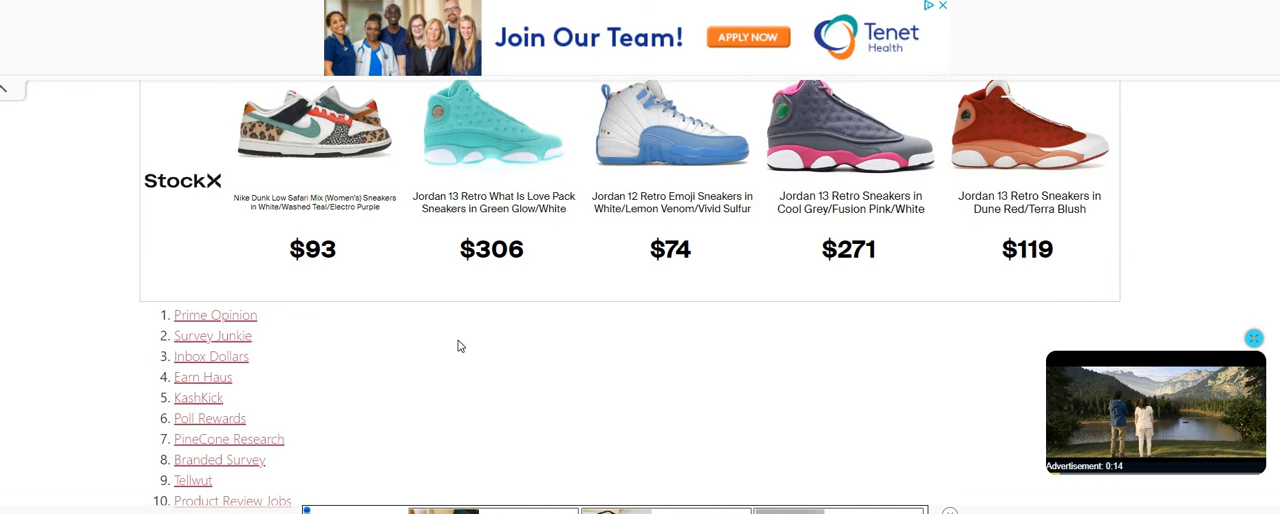 Join Our Team!
APPLY NOW
Tenet
Health
StockX
Nike Dunk Low Safari Mix (Women's) Sneakers
in White/Washed Teal/Electro Purple
$93
Jordan 13 Retro What Is Love Pack
Sneakers in Green Glow/White
$306
Jordan 12 Retro Emoji Sneakers in
White/Lemon Venom/Vivid Sulfur
$74
Jordan 13 Retro Sneakers in
Cool Grey/Fusion Pink/White
$271
Jordan 13 Retro Sneakers in
Dune Red/Terra Blush
$119
1. Prime Opinion
2. Survey Junkie
3. Inbox Dollars
4. Earn Haus
5. KashKick
6. Poll Rewards
7. PineCone Research
8. Branded Survey
9. Tellwut
10. Product Review Jobs
Advertisement: 0:14